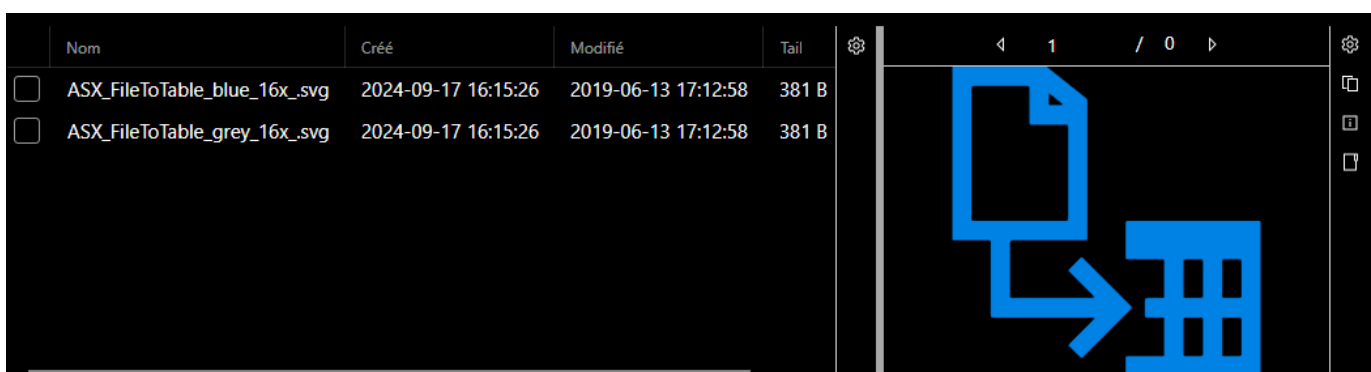 Nom Créé Modifié Tail 1 / 0
ASX_FileToTable_blue_16x_.svg 2024-09-17 16:15:26 2019-06-13 17:12:58 381 B
ASX_FileToTable_grey_16x_.svg 2024-09-17 16:15:26 2019-06-13 17:12:58 381 B